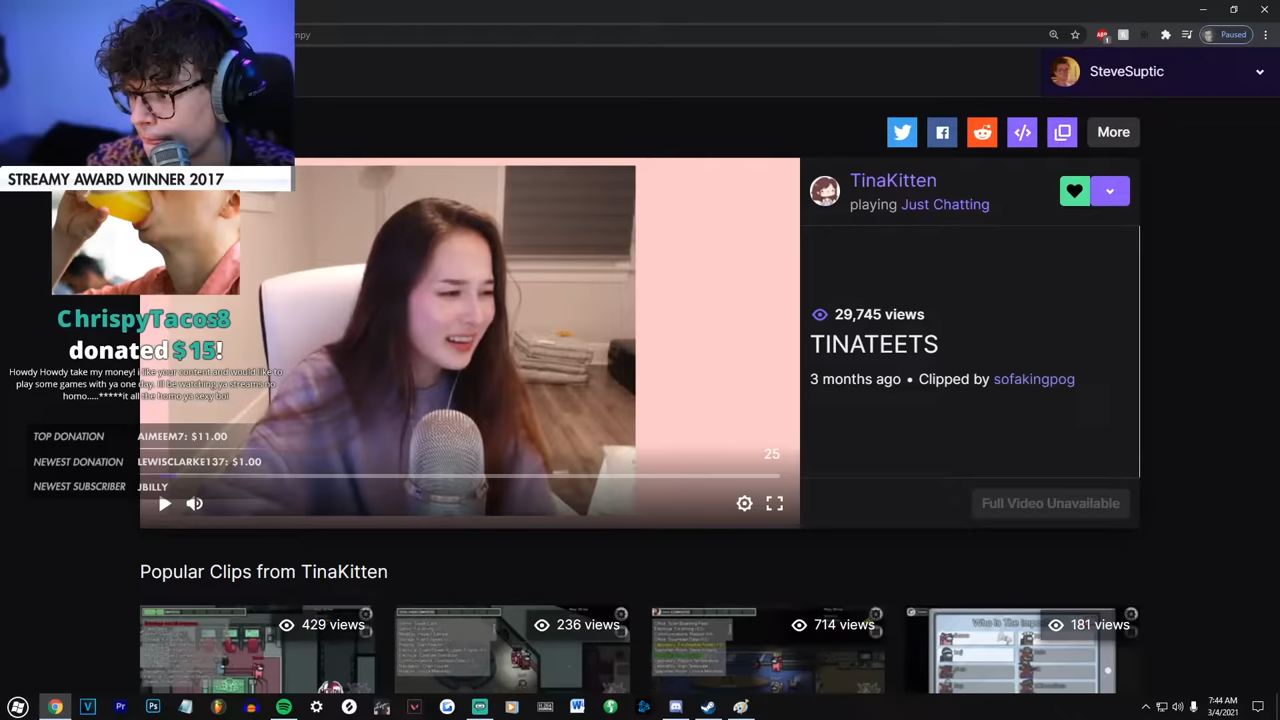 mpy
Paused
SteveSuptic
More
STREAMY AWARD WINNER 2017
TinaKitten
playing Just Chatting
29,745 views
TINATEETS
3 months ago • Clipped by sofakingpog
ChrispyTacos8
donated $15!
Howdy Howdy take my money! i like your content and would like to
play some games with ya one day. ill be watching ya streams no
homo.....*****it all the homo ya sexy boi
TOP DONATION AIMEEM7: $11.00
NEWEST DONATION LEWISCLARKE137: $1.00
NEWEST SUBSCRIBER JBILLY
25
Full Video Unavailable
Popular Clips from TinaKitten
429 views
236 views
714 views
181 views
Who Is The
7:44 AM
3/4/2021